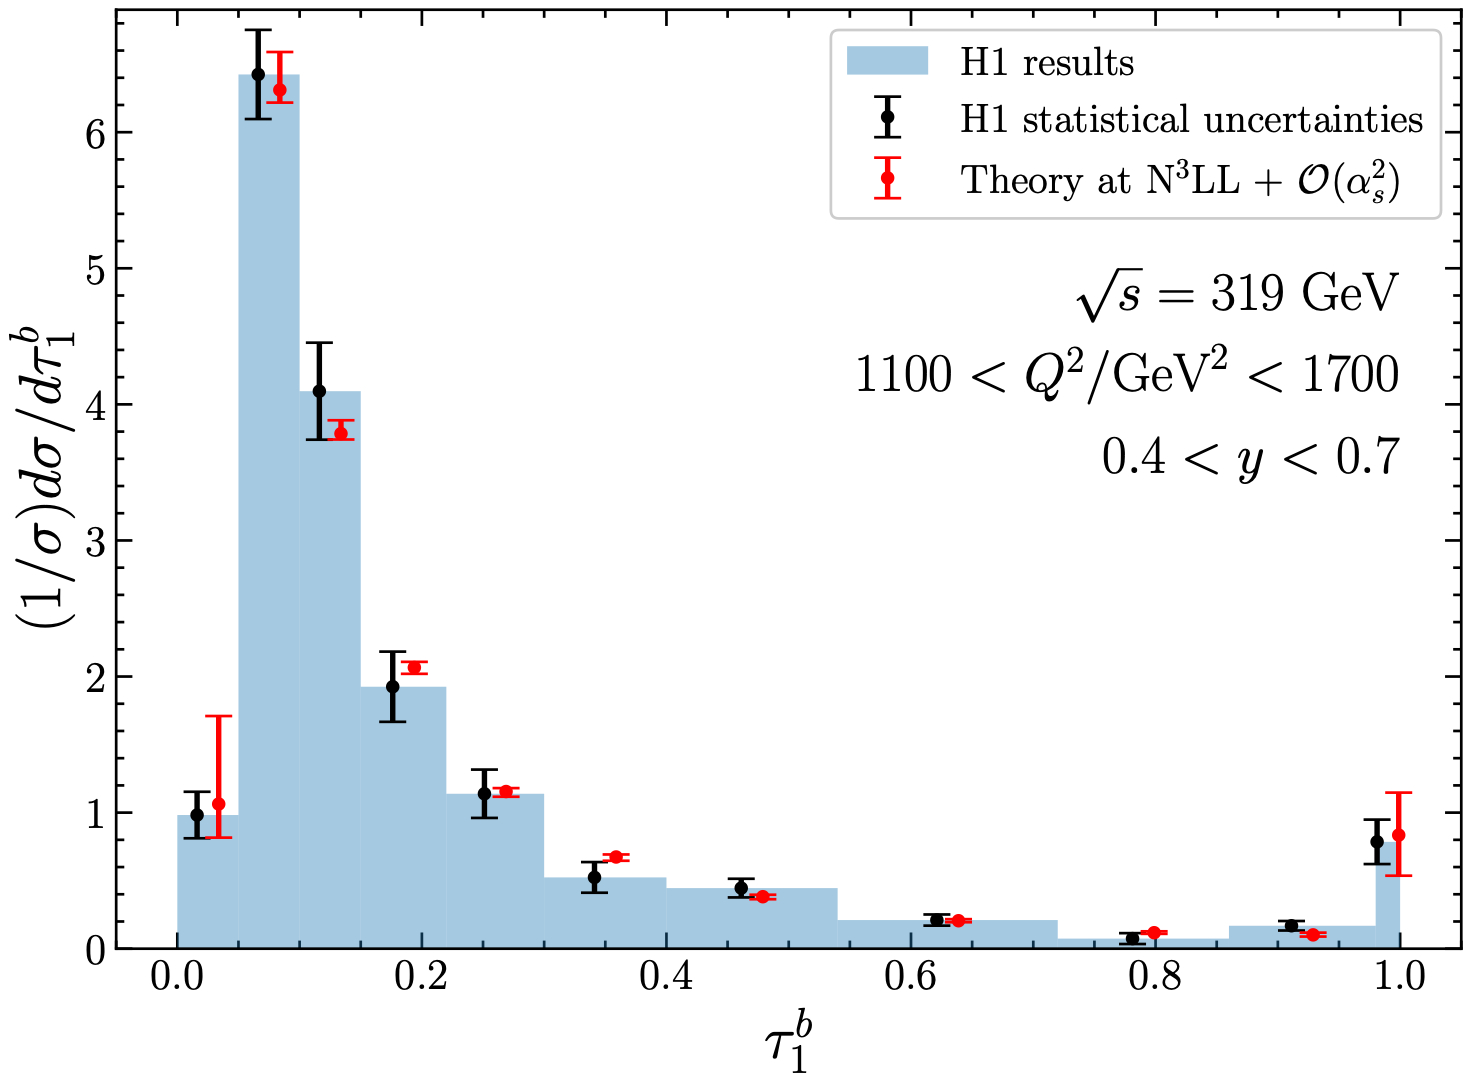 H1 results
H1 statistical uncertainties
Theory at N³LL + 𝒪(αₛ²)
√s = 319 GeV
1100 < Q²/GeV² < 1700
0.4 < y < 0.7
(1/σ)dσ/dτ₁ᵇ
6
5
4
3
2
1
0
0.0 0.2 0.4 0.6 0.8 1.0
τ₁ᵇ